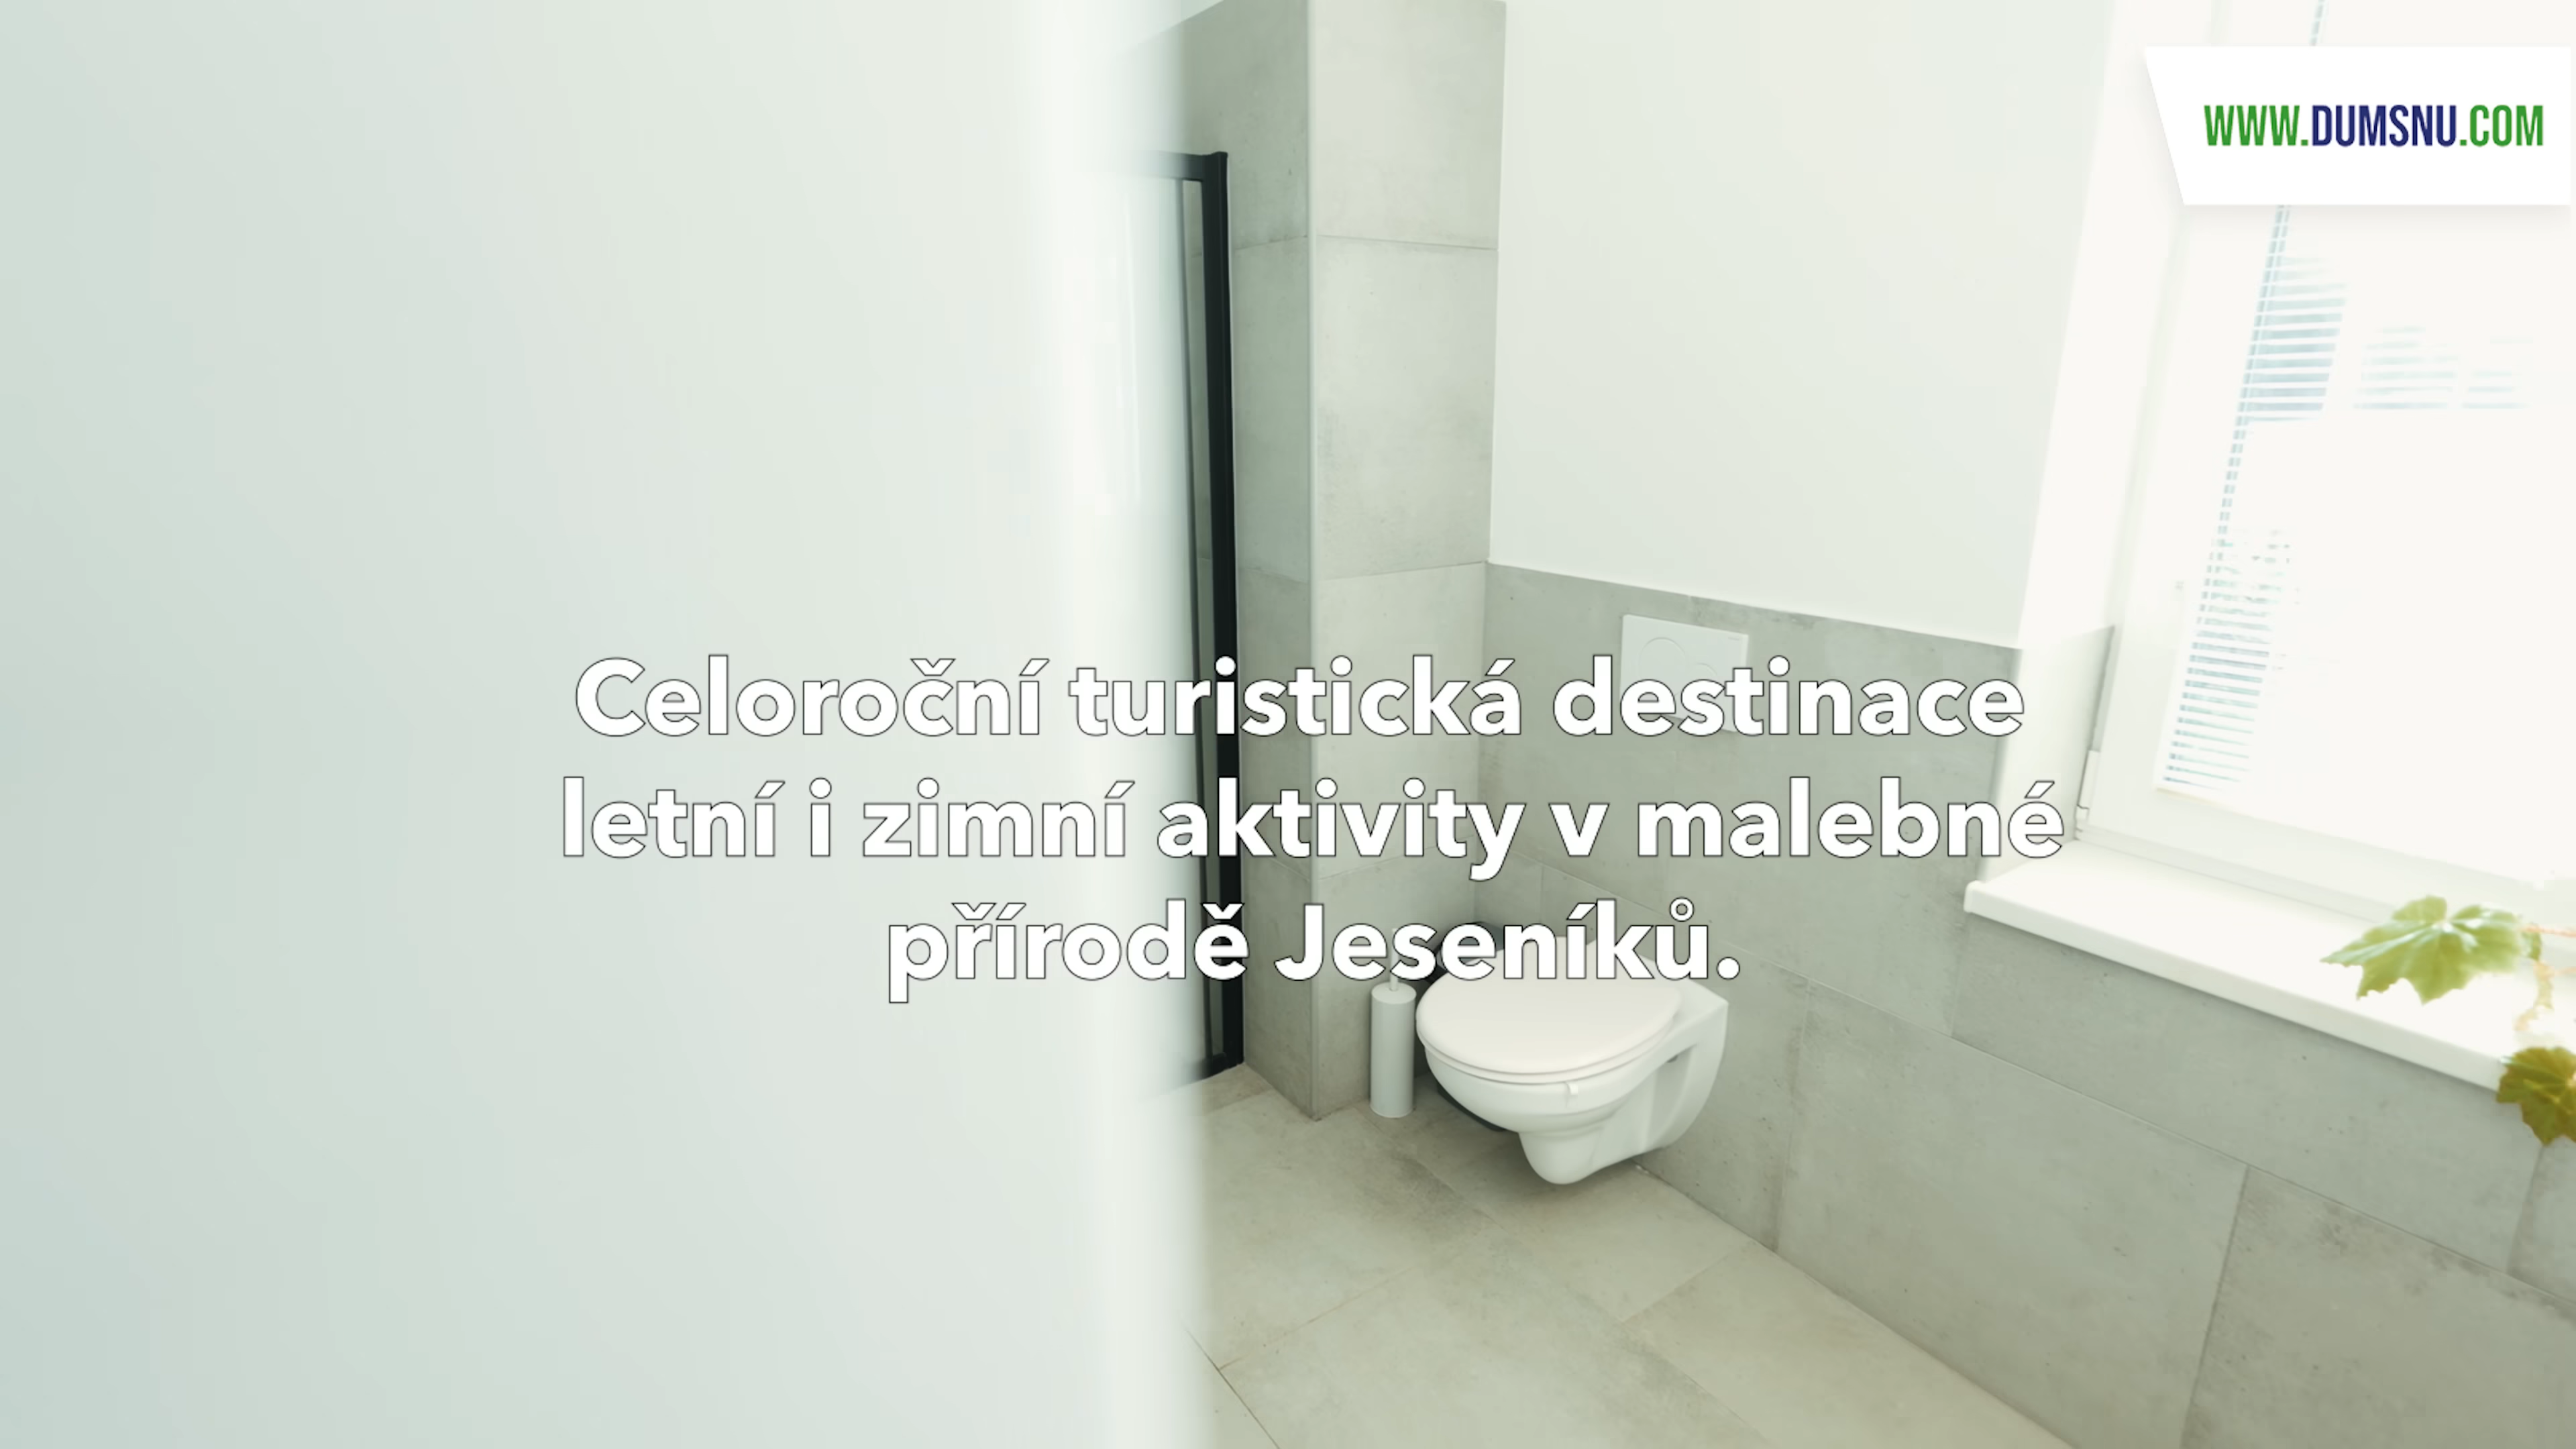 WWW.DUMSNU.COM
Celoroční turistická destinace
letní i zimní aktivity v malebné
přírodě Jeseníků.